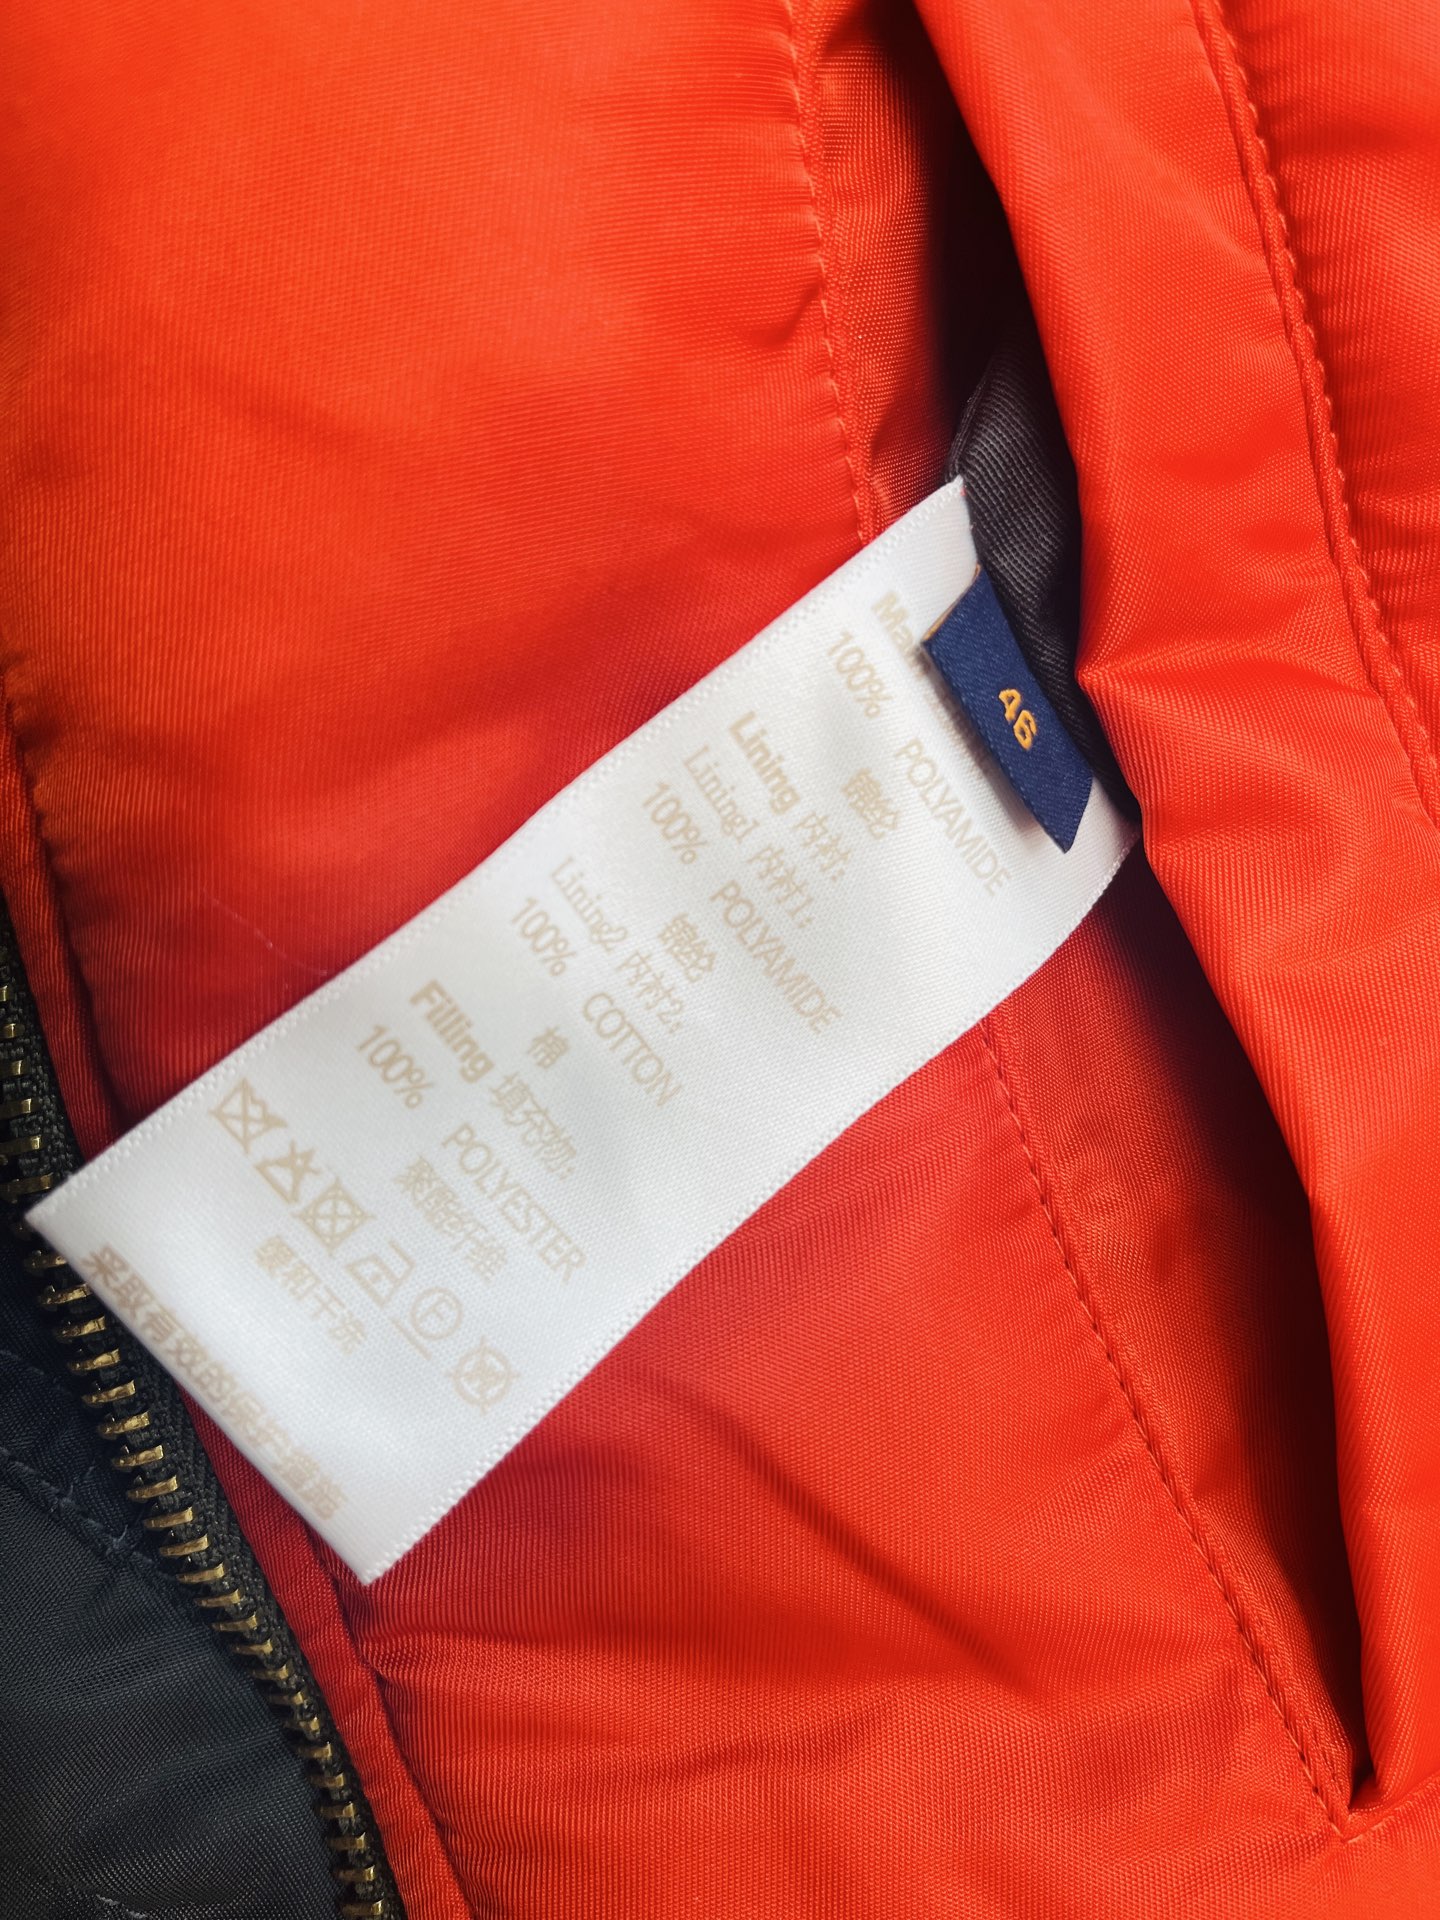 46
100% POLYAMIDE
锦纶
Lining 内衬:
Lining1 内衬1:
100% POLYAMIDE
锦纶
Lining2 内衬2:
100% COTTON
棉
Filling 填充物:
100% POLYESTER
聚酯纤维
缓和干洗
采取有效的保护措施